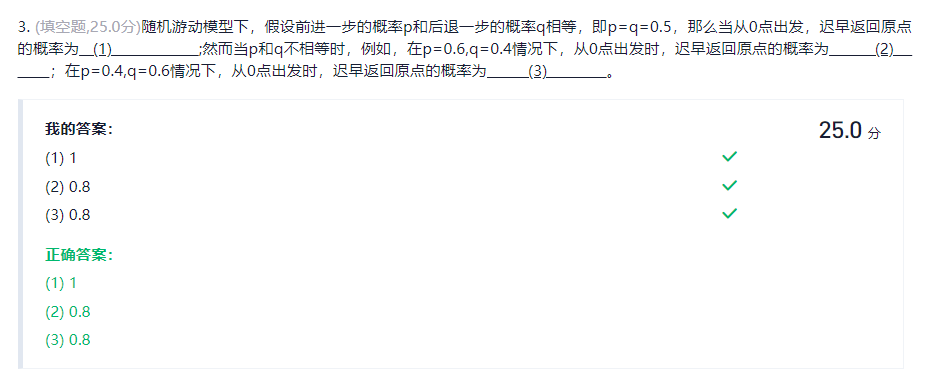 3. (填空题,25.0分)随机游动模型下，假设前进一步的概率p和后退一步的概率q相等，即p=q=0.5，那么当从0点出发，迟早返回原点
的概率为__(1)____________;然而当p和q不相等时，例如，在p=0.6,q=0.4情况下，从0点出发时，迟早返回原点的概率为______(2)___
_____；在p=0.4,q=0.6情况下，从0点出发时，迟早返回原点的概率为______(3)________。
我的答案： 25.0 分
(1) 1
(2) 0.8
(3) 0.8
正确答案：
(1) 1
(2) 0.8
(3) 0.8